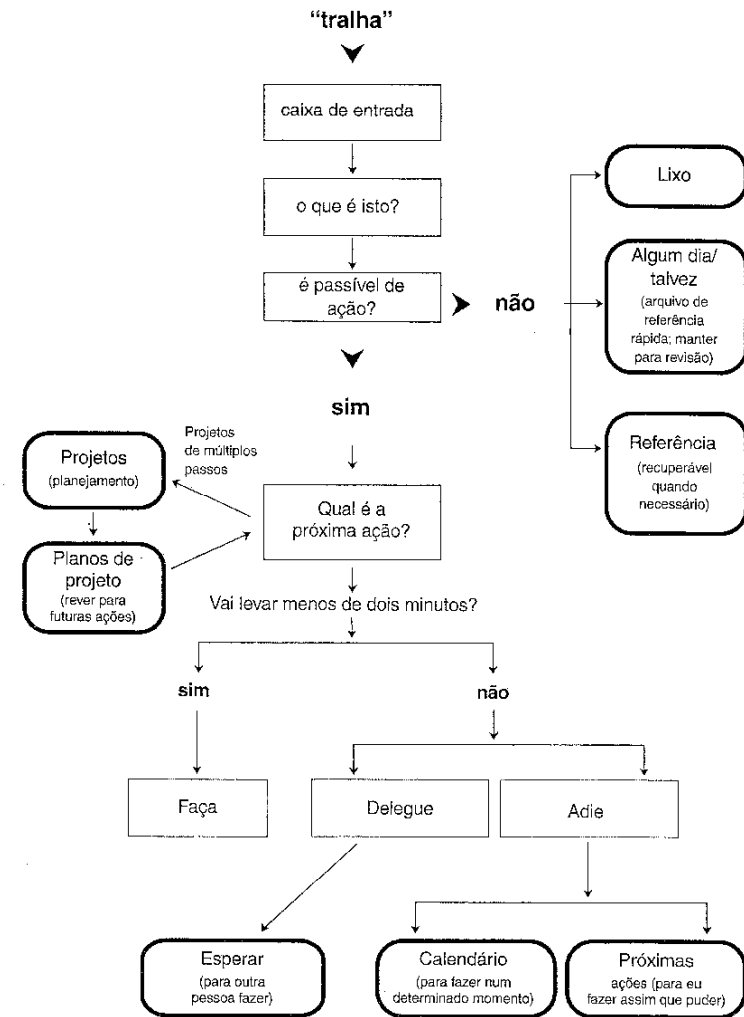 “tralha”
caixa de entrada
o que é isto?
é passível de
ação?
não
Lixo
Algum dia/
talvez
(arquivo de
referência
rápida; manter
para revisão)
Referência
(recuperável
quando
necessário)
sim
Projetos
de múltiplos
passos
Projetos
(planejamento)
Planos de
projeto
(rever para
futuras ações)
Qual é a
próxima ação?
Vai levar menos de dois minutos?
sim
não
Faça
Delegue
Adie
Esperar
(para outra
pessoa fazer)
Calendário
(para fazer num
determinado momento)
Próximas
ações (para eu
fazer assim que puder)